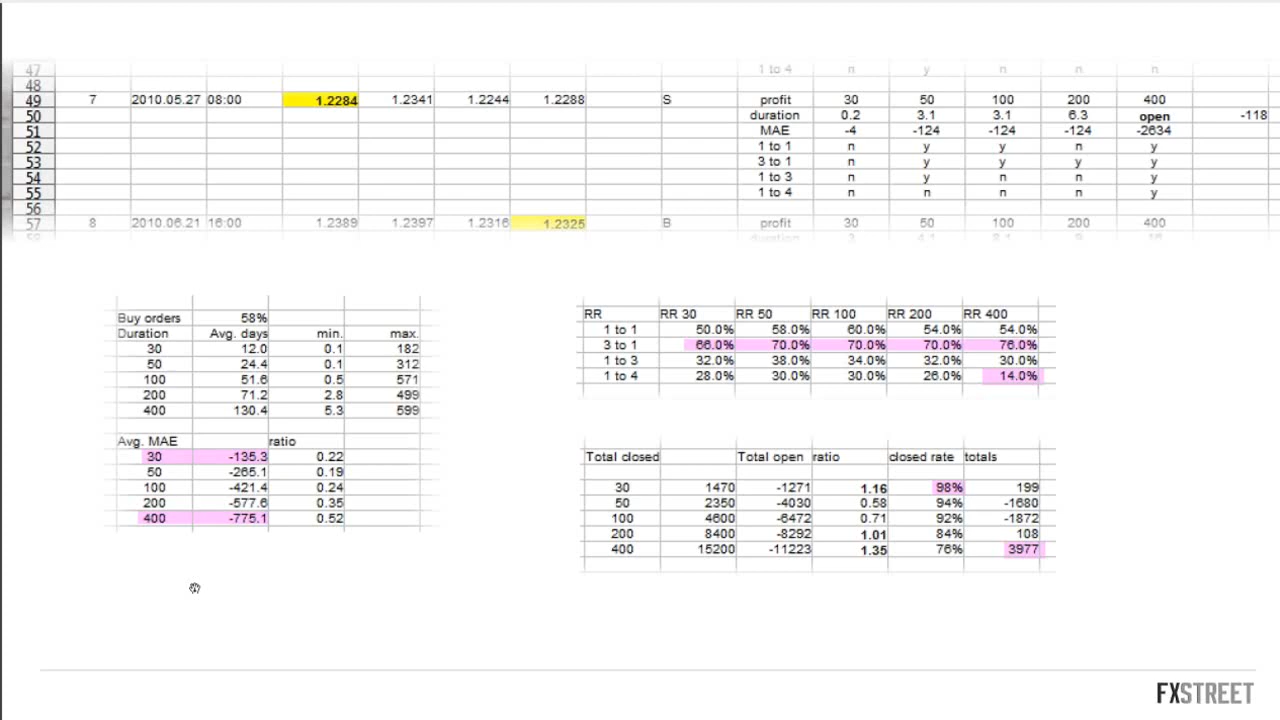 47 1 to 4 n y n n n
48
49 7 2010.05.27 08:00 1.2284 1.2341 1.2244 1.2288 S profit 30 50 100 200 400
50 duration 0.2 3.1 3.1 6.3 open -118
51 MAE -4 -124 -124 -124 -2634
52 1 to 1 n y y n y
53 3 to 1 n y y y y
54 1 to 3 n y n n y
55 1 to 4 n n n n y
56
57 8 2010.06.21 16:00 1.2389 1.2397 1.2316 1.2325 B profit 30 50 100 200 400
58 duration 3 4.1 8.1 9 16
Buy orders 58%
Duration Avg. days min. max.
30 12.0 0.1 182
50 24.4 0.1 312
100 51.6 0.5 571
200 71.2 2.8 499
400 130.4 5.3 599
Avg. MAE ratio
30 -135.3 0.22
50 -265.1 0.19
100 -421.4 0.24
200 -577.6 0.35
400 -775.1 0.52
RR RR 30 RR 50 RR 100 RR 200 RR 400
1 to 1 50.0% 58.0% 60.0% 54.0% 54.0%
3 to 1 66.0% 70.0% 70.0% 70.0% 76.0%
1 to 3 32.0% 38.0% 34.0% 32.0% 30.0%
1 to 4 28.0% 30.0% 30.0% 26.0% 14.0%
Total closed Total open ratio closed rate totals
30 1470 -1271 1.16 98% 199
50 2350 -4030 0.58 94% -1680
100 4600 -6472 0.71 92% -1872
200 8400 -8292 1.01 84% 108
400 15200 -11223 1.35 76% 3977
FXSTREET